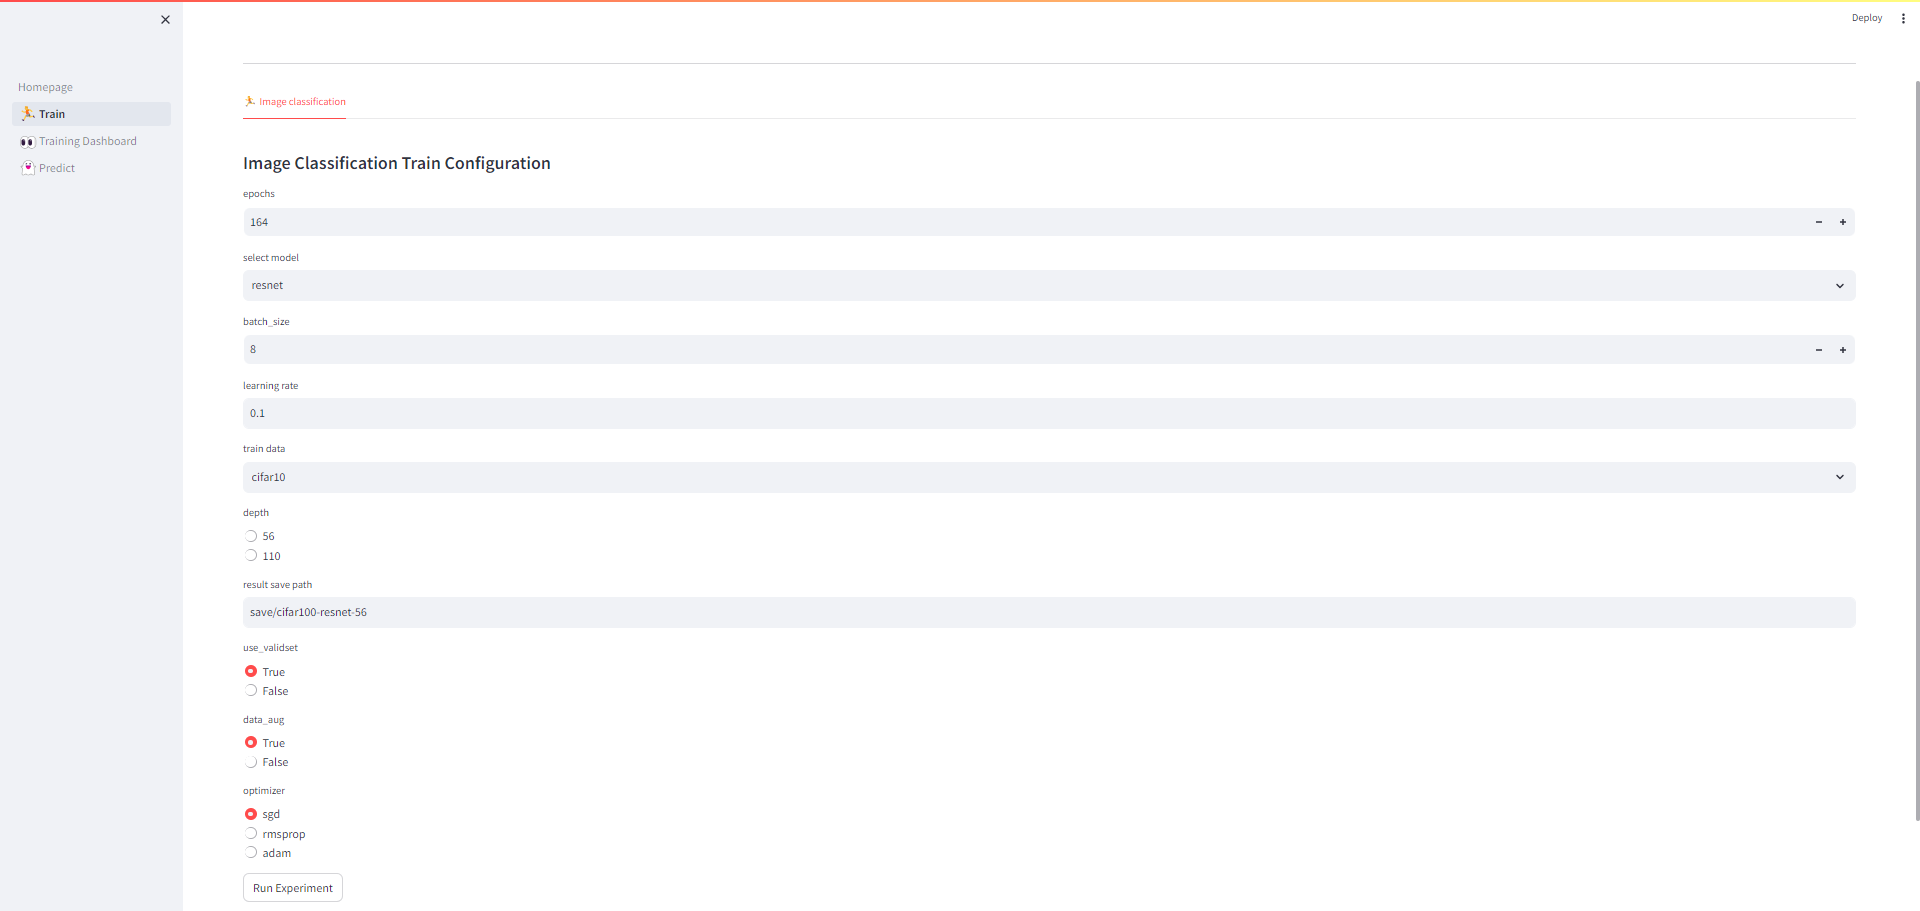 Deploy
Homepage
Train
Training Dashboard
Predict
Image classification
Image Classification Train Configuration
epochs
164
select model
resnet
batch_size
8
learning rate
0.1
train data
cifar10
depth
56
110
result save path
save/cifar100-resnet-56
use_validset
True
False
data_aug
True
False
optimizer
sgd
rmsprop
adam
Run Experiment